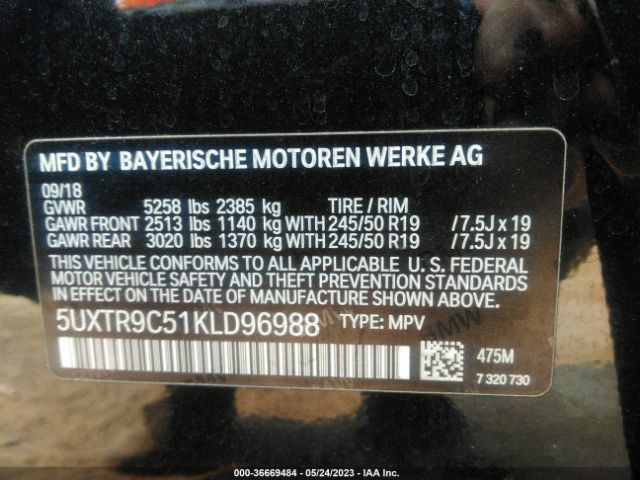 MFD BY BAYERISCHE MOTOREN WERKE AG
09/18
GVWR 5258 lbs 2385 kg TIRE / RIM
GAWR FRONT 2513 lbs 1140 kg WITH 245/50 R19 /7.5J x 19
GAWR REAR 3020 lbs 1370 kg WITH 245/50 R19 /7.5J x 19
THIS VEHICLE CONFORMS TO ALL APPLICABLE U. S. FEDERAL
MOTOR VEHICLE SAFETY AND THEFT PREVENTION STANDARDS
IN EFFECT ON THE DATE OF MANUFACTURE SHOWN ABOVE.
5UXTR9C51KLD96988 TYPE: MPV
475M
7 320 730
000-36669484 - 05/24/2023 - IAA Inc.